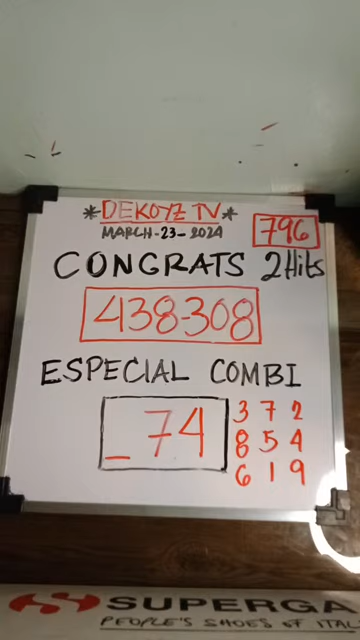 *DEKOYZ TV*
MARCH-23-2024
796
CONGRATS 2Hits
438-308
ESPECIAL COMBI
_74
3 7 2
8 5 4
6 1 9
SUPERGA
PEOPLE'S SHOES of ITAL